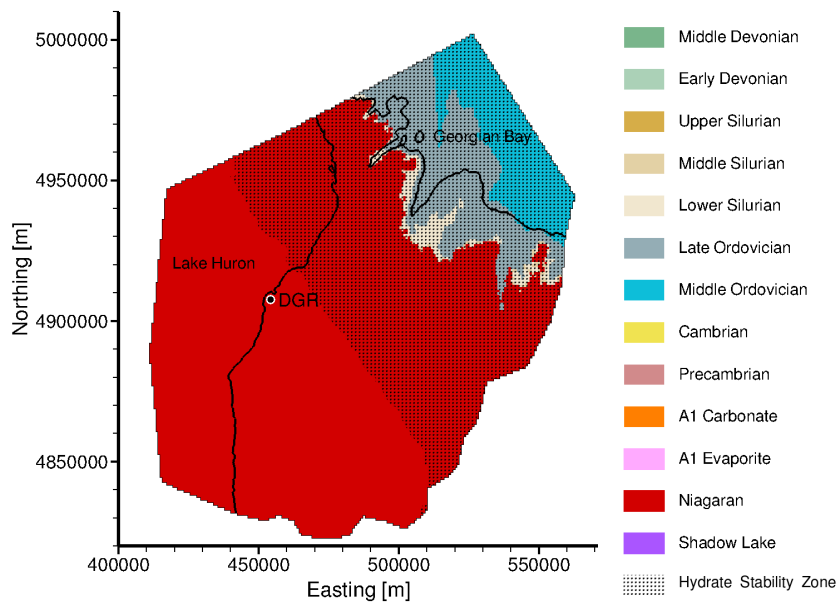 5000000
4950000
4900000
4850000
Northing [m]
400000
450000
500000
550000
Easting [m]
Georgian Bay
Lake Huron
DGR
Middle Devonian
Early Devonian
Upper Silurian
Middle Silurian
Lower Silurian
Late Ordovician
Middle Ordovician
Cambrian
Precambrian
A1 Carbonate
A1 Evaporite
Niagaran
Shadow Lake
Hydrate Stability Zone